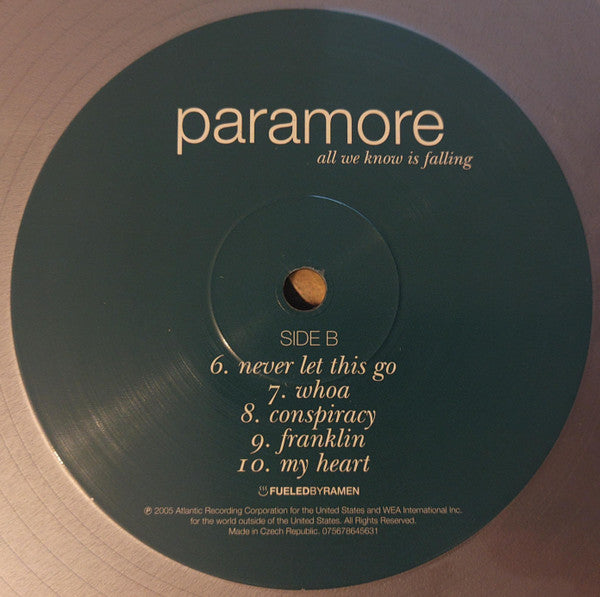 paramore
all we know is falling
SIDE B
6. never let this go
7. whoa
8. conspiracy
9. franklin
10. my heart
FUELEDBYRAMEN
℗ 2005 Atlantic Recording Corporation for the United States and WEA International Inc.
for the world outside of the United States. All Rights Reserved.
Made in Czech Republic. 075678645631